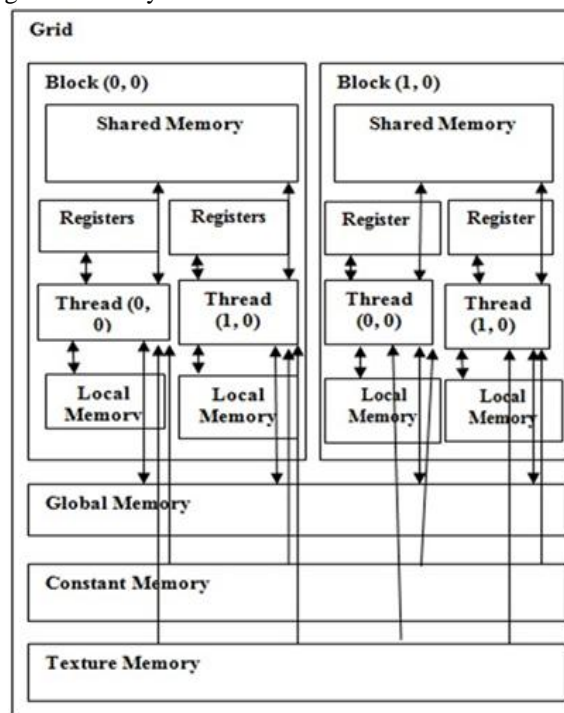 Grid
Block (0, 0)
Shared Memory
Registers
Registers
Thread (0,
0)
Thread
(1, 0)
Local
Memory
Local
Memory
Block (1, 0)
Shared Memory
Register
Register
Thread
(0, 0)
Thread
(1, 0)
Local
Memory
Local
Memory
Global Memory
Constant Memory
Texture Memory